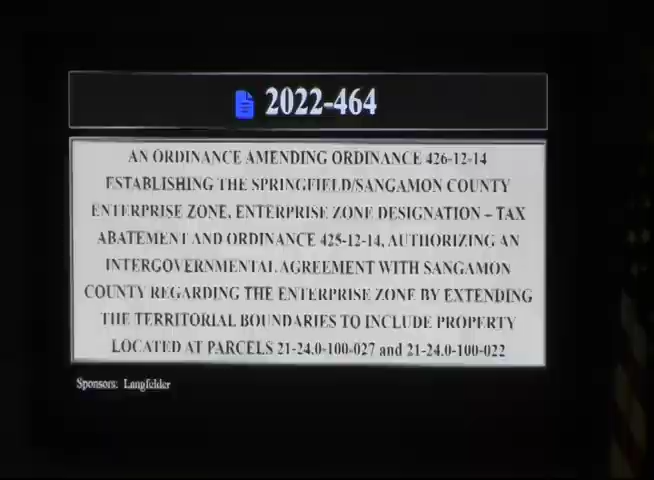 2022-464
AN ORDINANCE AMENDING ORDINANCE 426-12-14
ESTABLISHING THE SPRINGFIELD/SANGAMON COUNTY
ENTERPRISE ZONE, ENTERPRISE ZONE DESIGNATION – TAX
ABATEMENT AND ORDINANCE 425-12-14, AUTHORIZING AN
INTERGOVERNMENTAL AGREEMENT WITH SANGAMON
COUNTY REGARDING THE ENTERPRISE ZONE BY EXTENDING
THE TERRITORIAL BOUNDARIES TO INCLUDE PROPERTY
LOCATED AT PARCELS 21-24.0-100-027 and 21-24.0-100-022
Sponsors: Langfelder